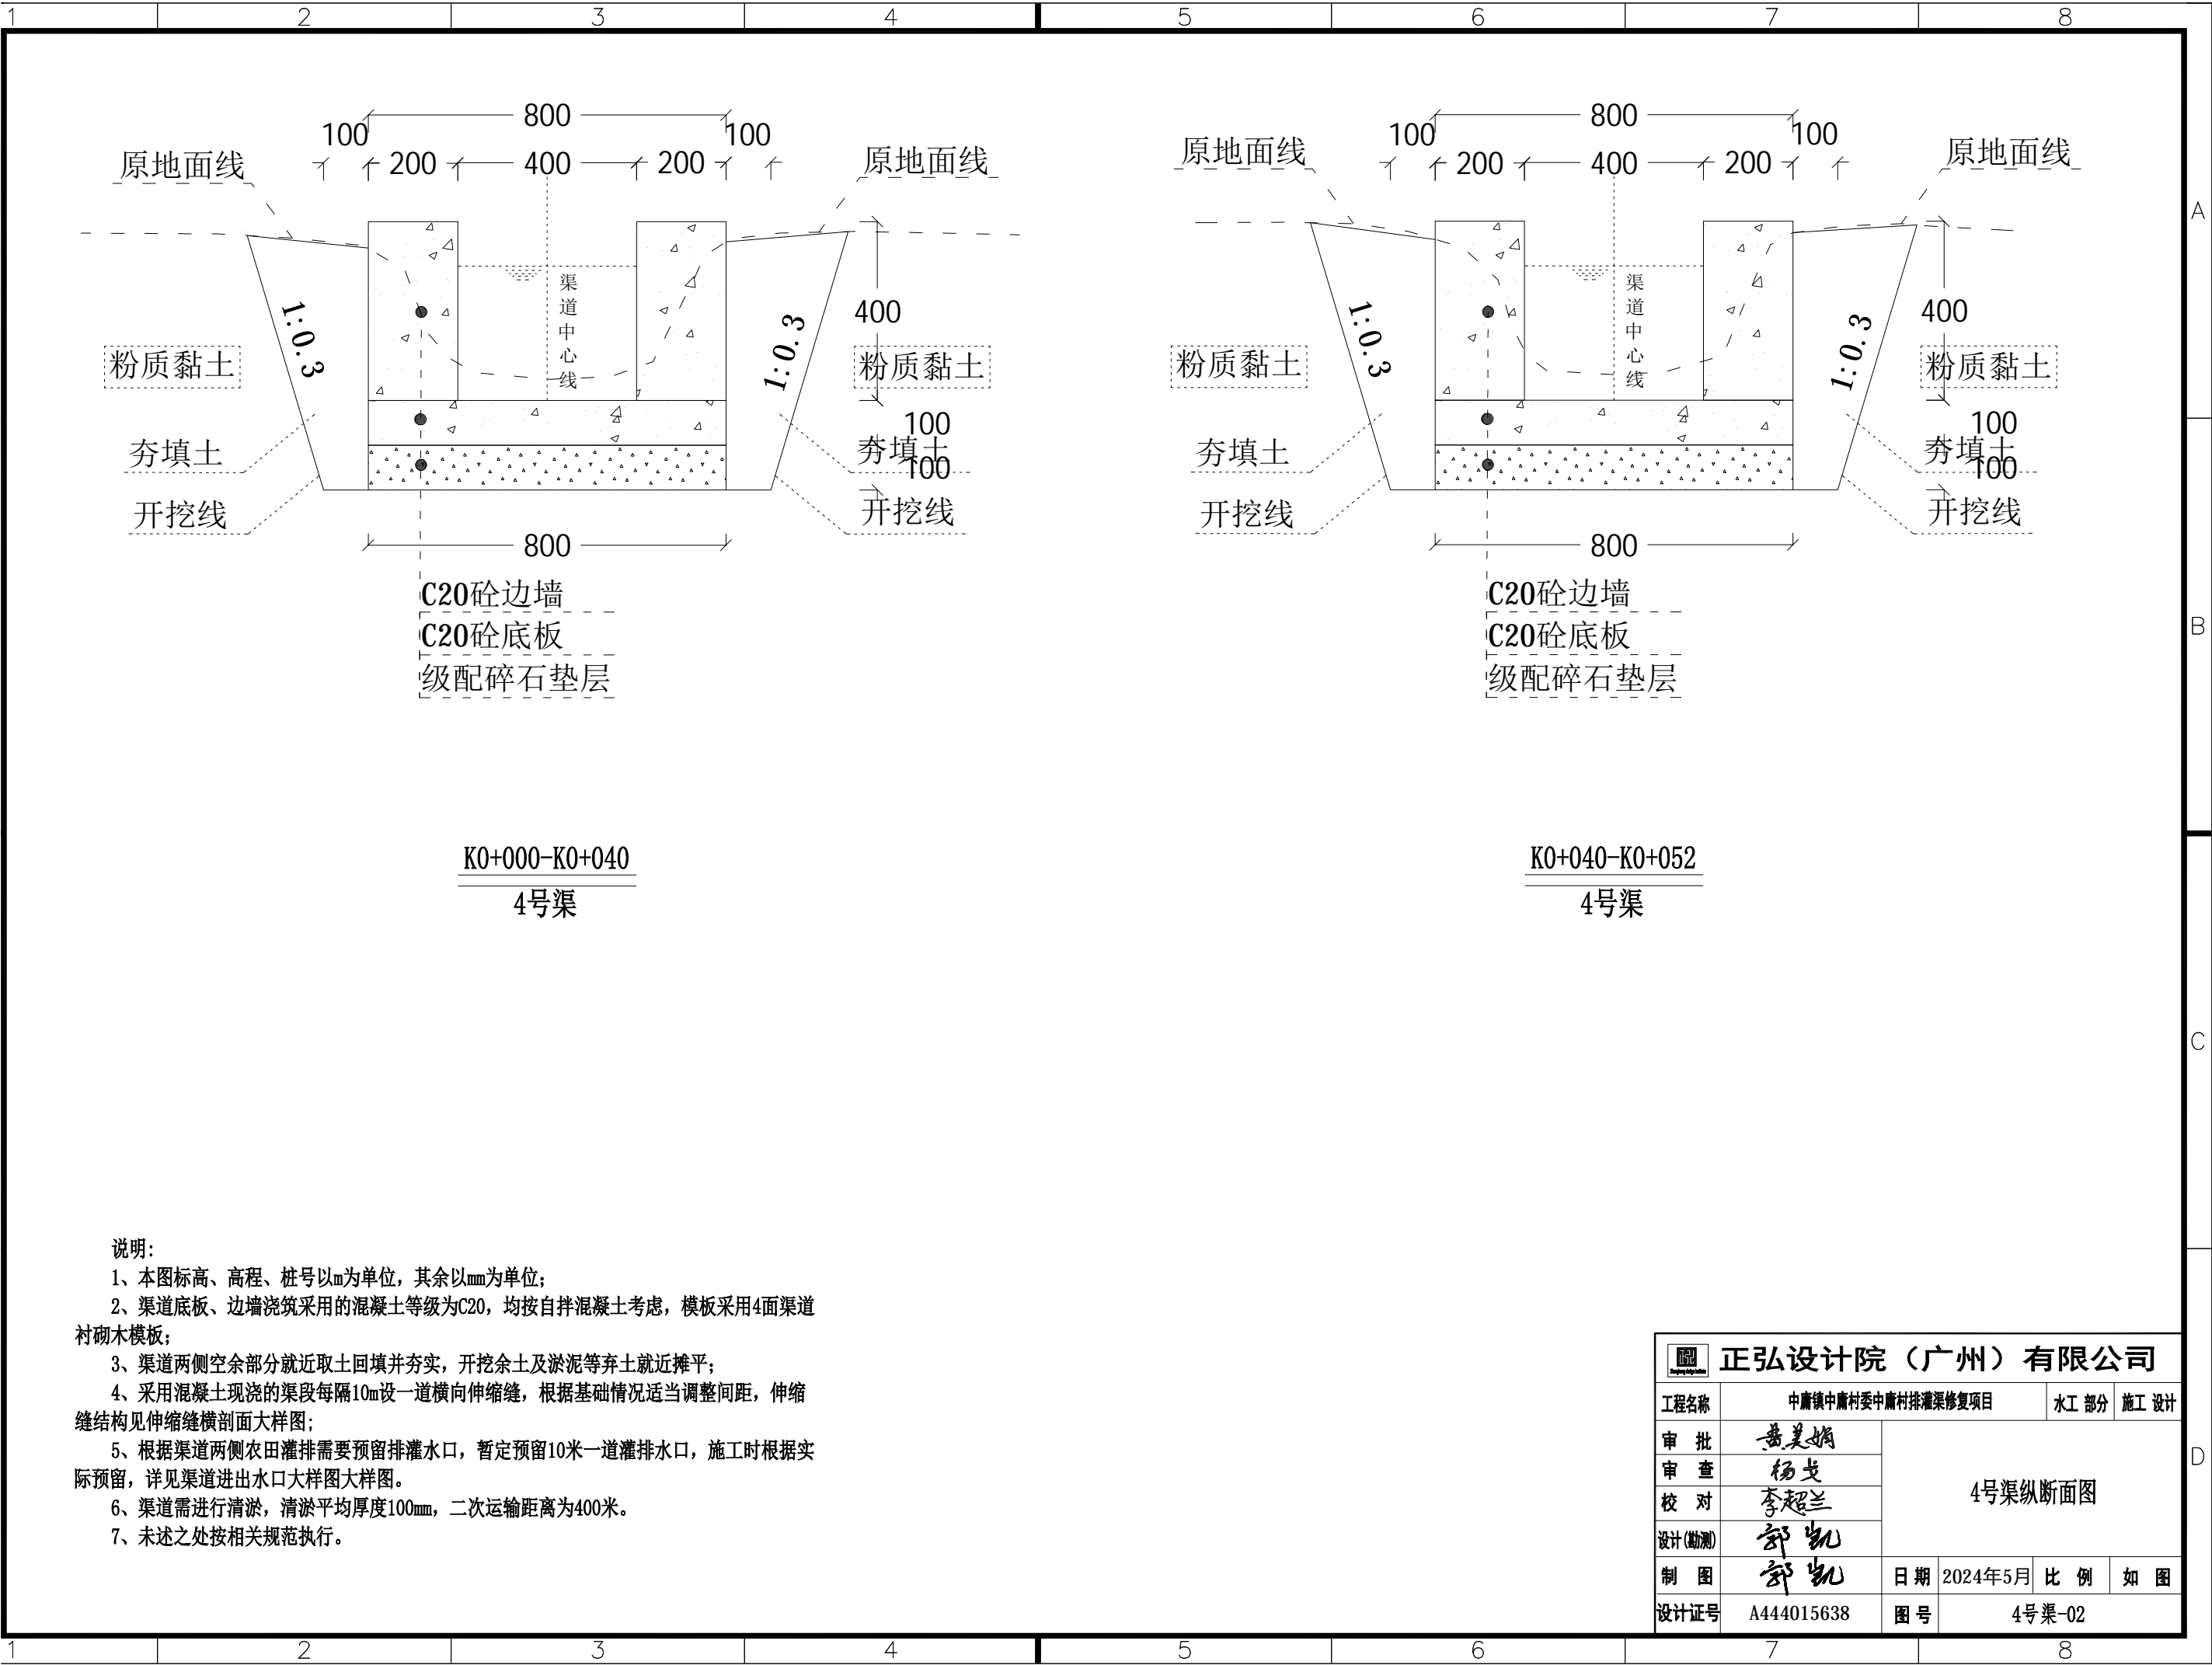 1 2 3 4 5 6 7 8
800
100 100
200 400 200
原地面线 原地面线
渠道中心线
1:0.3 1:0.3
400
粉质黏土 粉质黏土
100
夯填土 夯填土
100
开挖线 开挖线
800
C20砼边墙
C20砼底板
级配碎石垫层
K0+000-K0+040
4号渠
800
100 100
200 400 200
原地面线 原地面线
渠道中心线
1:0.3 1:0.3
400
粉质黏土 粉质黏土
100
夯填土 夯填土
100
开挖线 开挖线
800
C20砼边墙
C20砼底板
级配碎石垫层
K0+040-K0+052
4号渠
A
B
C
D
说明:
1、本图标高、高程、桩号以m为单位，其余以mm为单位；
2、渠道底板、边墙浇筑采用的混凝土等级为C20，均按自拌混凝土考虑，模板采用4面渠道
衬砌木模板；
3、渠道两侧空余部分就近取土回填并夯实，开挖余土及淤泥等弃土就近摊平；
4、采用混凝土现浇的渠段每隔10m设一道横向伸缩缝，根据基础情况适当调整间距，伸缩
缝结构见伸缩缝横剖面大样图；
5、根据渠道两侧农田灌排需要预留排灌水口，暂定预留10米一道灌排水口，施工时根据实
际预留，详见渠道进出水口大样图大样图。
6、渠道需进行清淤，清淤平均厚度100mm，二次运输距离为400米。
7、未述之处按相关规范执行。
正弘设计院（广州）有限公司
工程名称 中庸镇中庸村委中庸村排灌渠修复项目 水工 部分 施工 设计
审 批 黄美娟
审 查 杨戈
校 对 李超兰
4号渠纵断面图
设计(勘测) 郭凯
制 图 郭凯 日期 2024年5月 比 例 如 图
设计证号 A444015638 图号 4号渠-02
1 2 3 4 5 6 7 8